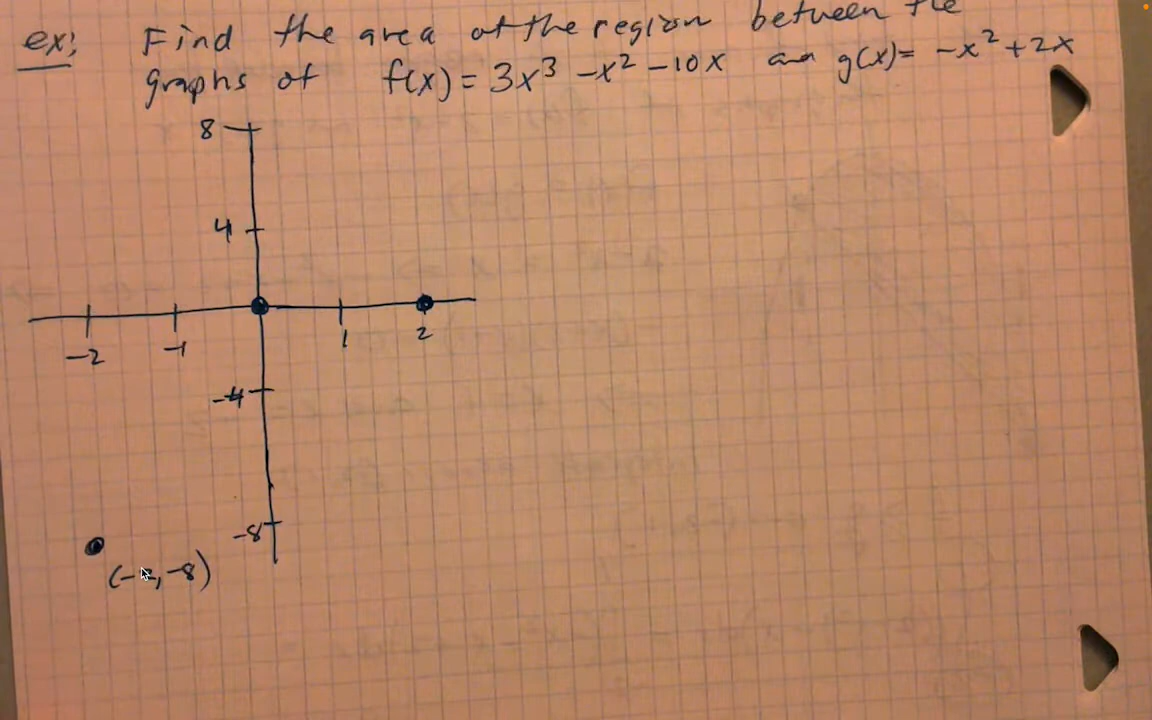 ex: Find the area of the region between the
graphs of f(x) = 3x³ - x² - 10x and g(x) = -x² + 2x
8
4
-2 -1 1 2
-4
-8
(-2, -8)